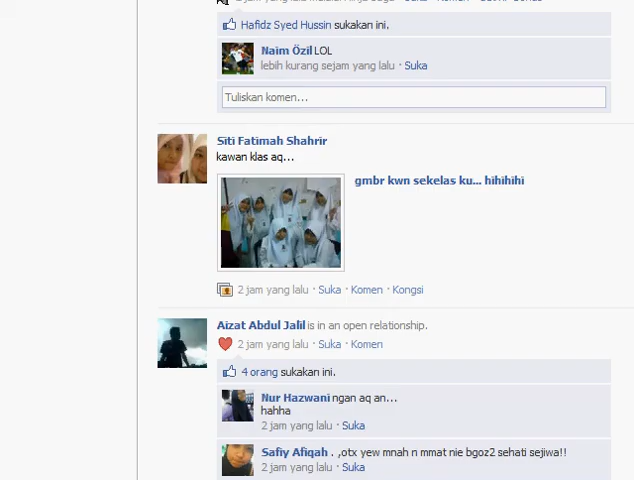 Hafidz Syed Hussin sukakan ini.
Naim Özil LOL
lebih kurang sejam yang lalu · Suka
Tuliskan komen...
Siti Fatimah Shahrir
kawan klas aq...
gmbr kwn sekelas ku... hihihihi
2 jam yang lalu · Suka · Komen · Kongsi
Aizat Abdul Jalil is in an open relationship.
2 jam yang lalu · Suka · Komen
4 orang sukakan ini.
Nur Hazwani ngan aq an...
hahha
2 jam yang lalu · Suka
Safiy Afiqah . ,otx yew mnah n mmat nie bgoz2 sehati sejiwa!!
2 jam yang lalu · Suka